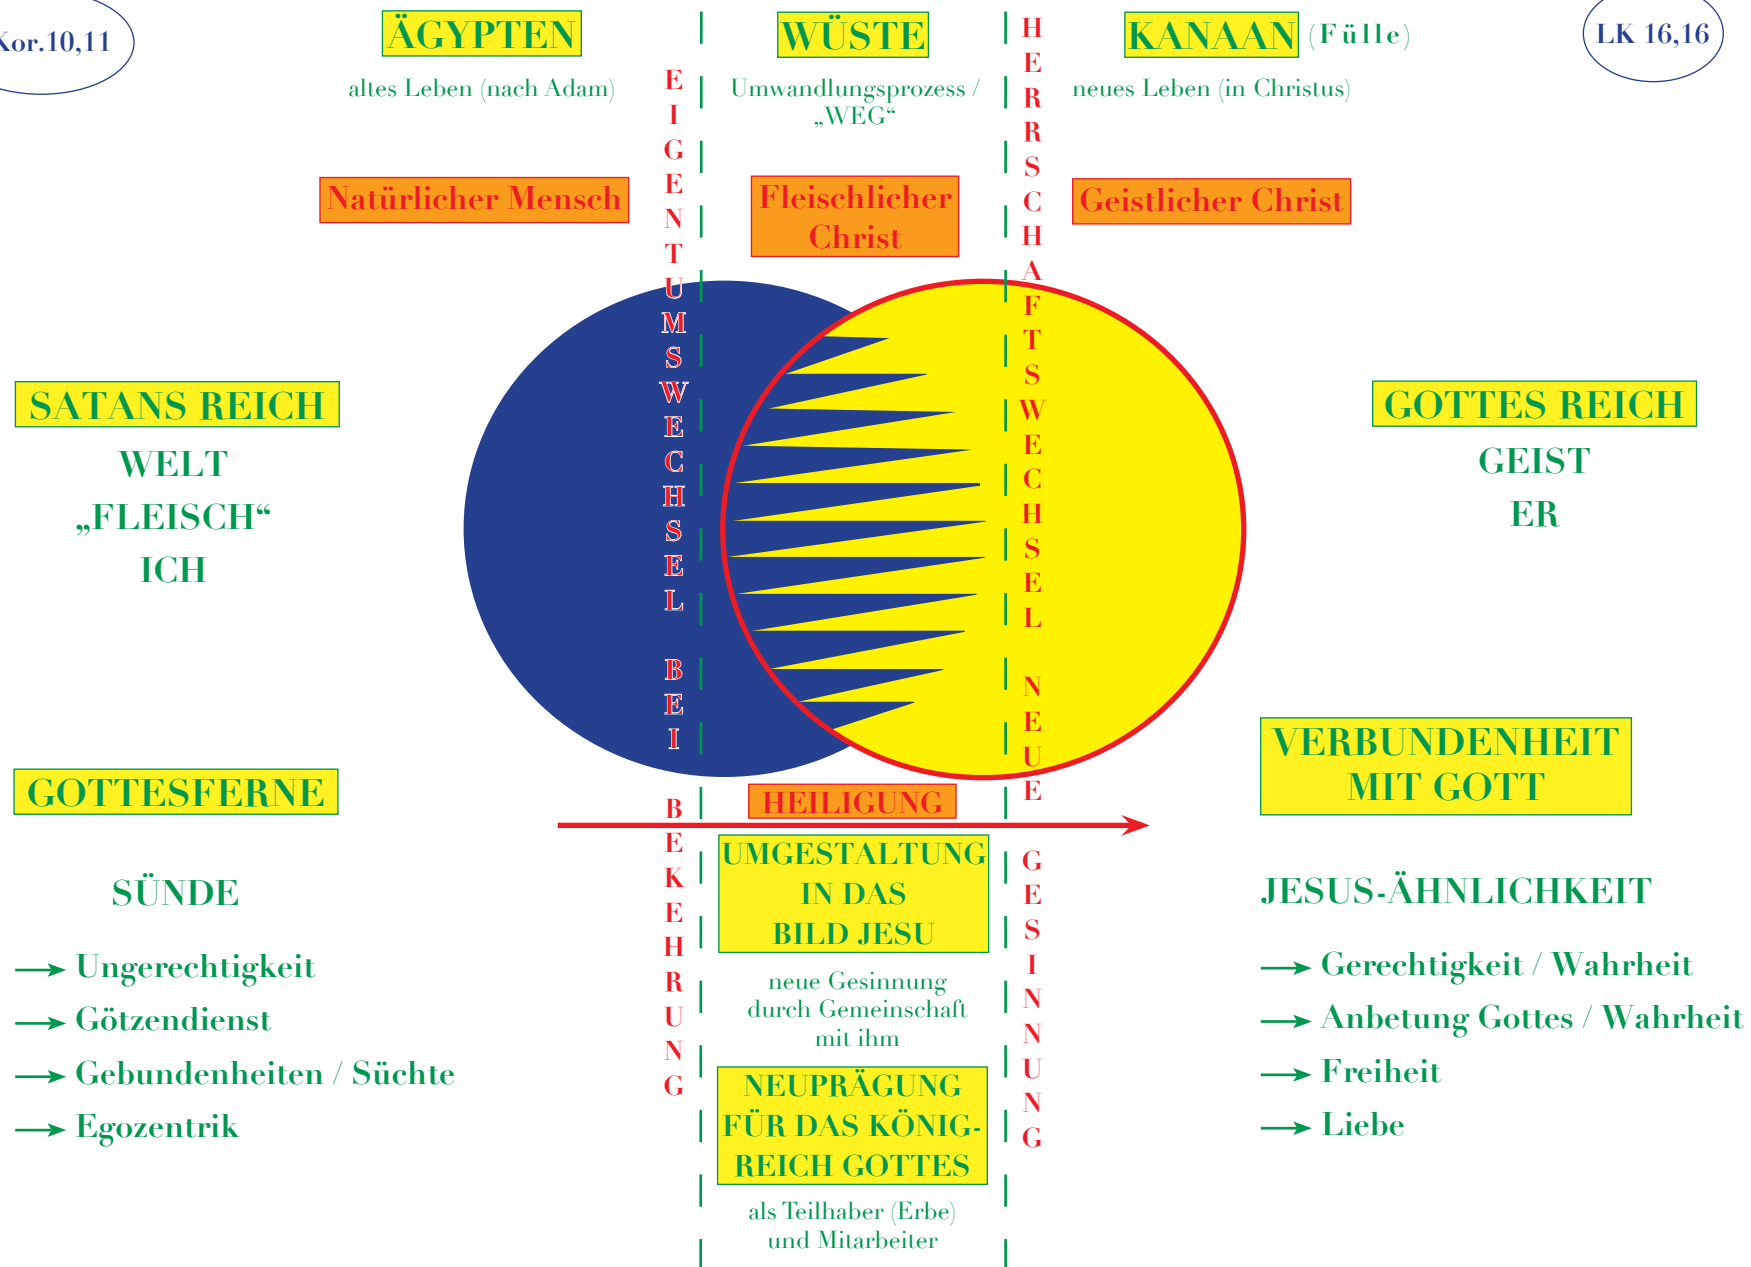 Kor.10,11
ÄGYPTEN
altes Leben (nach Adam)
WÜSTE
Umwandlungsprozess /
„WEG“
KANAAN (Fülle)
neues Leben (in Christus)
LK 16,16
EIGENTUMSWECHSEL BEI BEKEHRUNG
HERRSCHAFTSWECHSEL NEUE GESINNUNG
Natürlicher Mensch
Fleischlicher
Christ
Geistlicher Christ
SATANS REICH
WELT
„FLEISCH“
ICH
GOTTES REICH
GEIST
ER
GOTTESFERNE
SÜNDE
Ungerechtigkeit
Götzendienst
Gebundenheiten / Süchte
Egozentrik
HEILIGUNG
UMGESTALTUNG
IN DAS
BILD JESU
neue Gesinnung
durch Gemeinschaft
mit ihm
NEUPRÄGUNG
FÜR DAS KÖNIG-
REICH GOTTES
als Teilhaber (Erbe)
und Mitarbeiter
VERBUNDENHEIT
MIT GOTT
JESUS-ÄHNLICHKEIT
Gerechtigkeit / Wahrheit
Anbetung Gottes / Wahrheit
Freiheit
Liebe